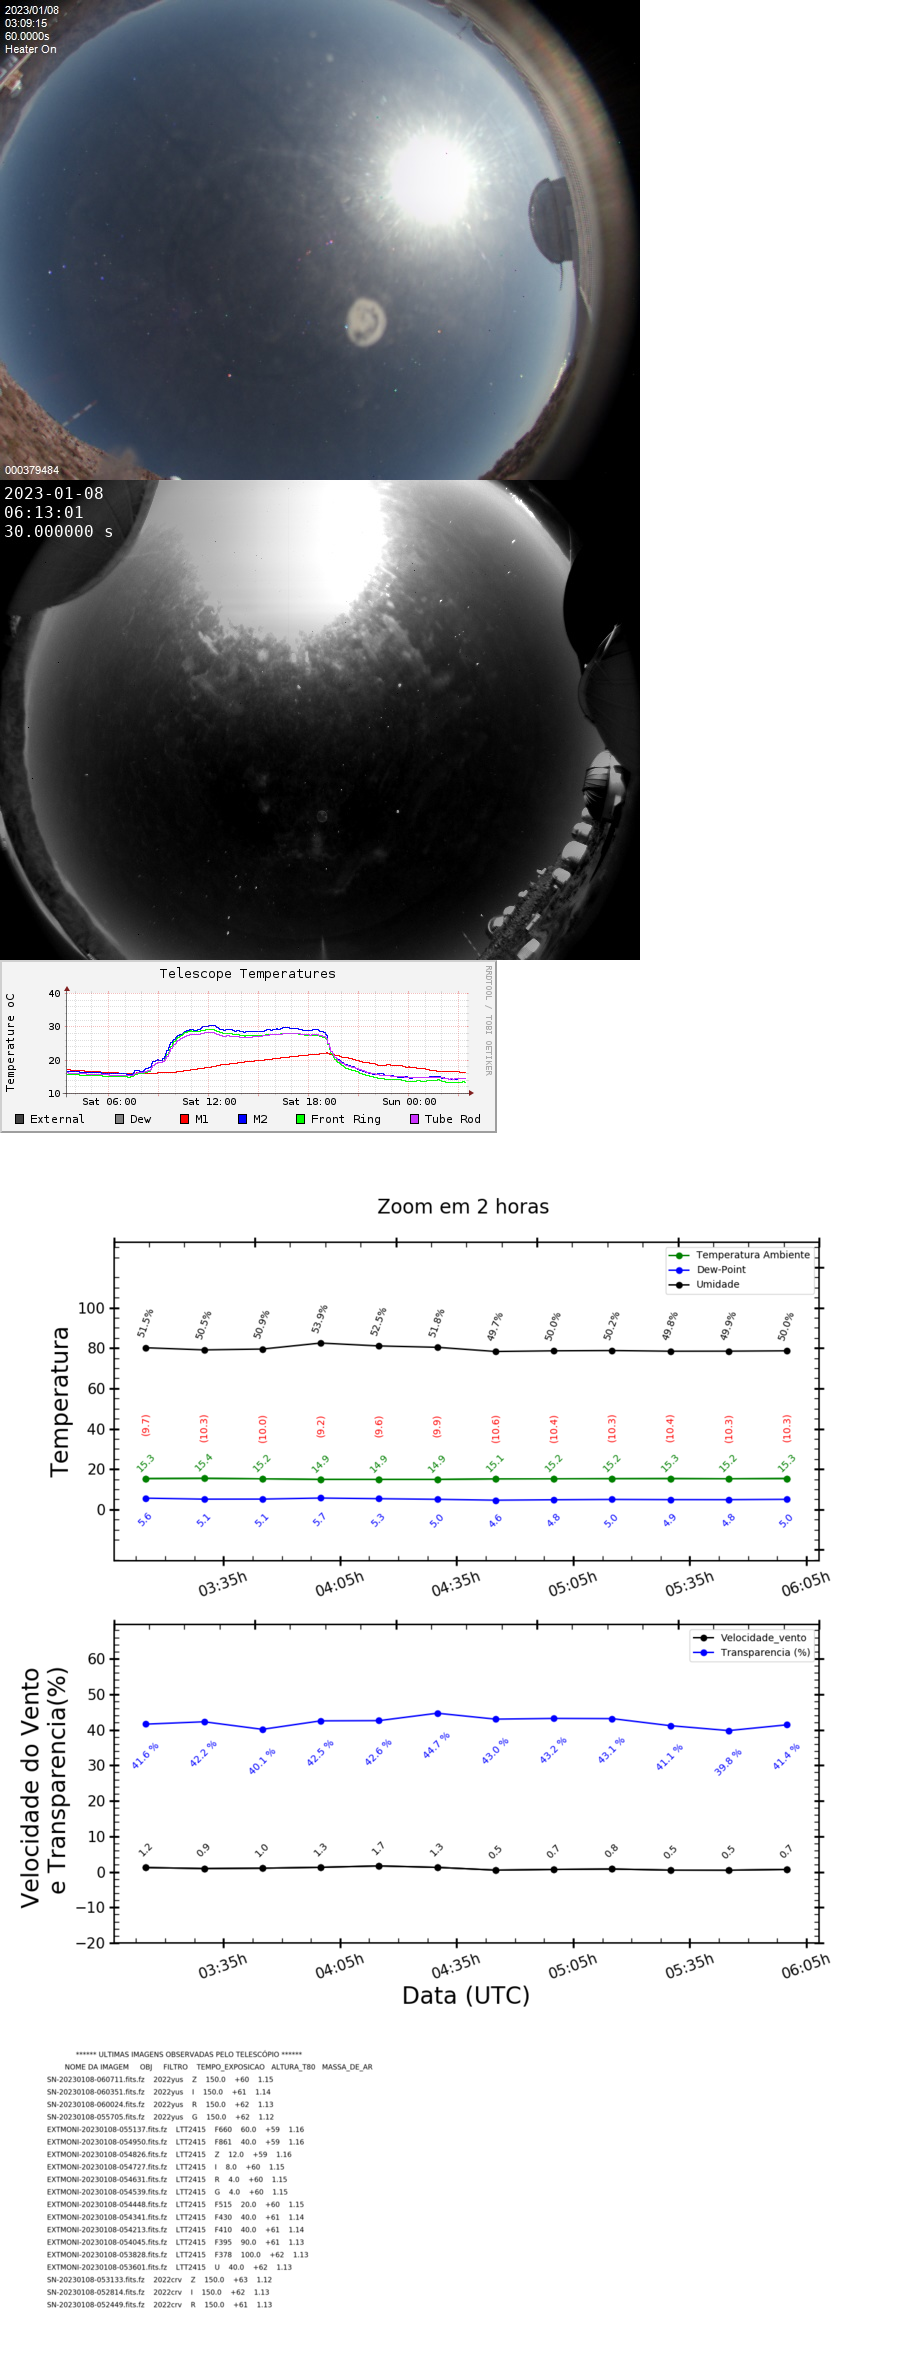 2023/01/08
03:09:15
60.0000s
Heater On
000379484
2023-01-08
06:13:01
30.000000 s
Telescope Temperatures
RRDTOOL / TOBI OETIKER
Temperature oC
40
30
20
10
Sat 06:00 Sat 12:00 Sat 18:00 Sun 00:00
External Dew M1 M2 Front Ring Tube Rod
Zoom em 2 horas
Temperatura Ambiente
Dew-Point
Umidade
Temperatura
100
80
60
40
20
0
51.5% 50.5% 50.9% 53.9% 52.5% 51.8% 49.7% 50.0% 50.2% 49.8% 49.9% 50.0%
(9.7) (10.3) (10.0) (9.2) (9.6) (9.9) (10.6) (10.4) (10.3) (10.4) (10.3) (10.3)
15.3 15.4 15.2 14.9 14.9 14.9 15.1 15.2 15.2 15.3 15.2 15.3
5.6 5.1 5.1 5.7 5.3 5.0 4.6 4.8 5.0 4.9 4.8 5.0
03:35h 04:05h 04:35h 05:05h 05:35h 06:05h
Velocidade_vento
Transparencia (%)
Velocidade do Vento
e Transparencia(%)
60
50
40
30
20
10
0
−10
−20
41.6 % 42.2 % 40.1 % 42.5 % 42.6 % 44.7 % 43.0 % 43.2 % 43.1 % 41.1 % 39.8 % 41.4 %
1.2 0.9 1.0 1.3 1.7 1.3 0.5 0.7 0.8 0.5 0.5 0.7
03:35h 04:05h 04:35h 05:05h 05:35h 06:05h
Data (UTC)
****** ULTIMAS IMAGENS OBSERVADAS PELO TELESCÓPIO ******
NOME DA IMAGEM OBJ FILTRO TEMPO_EXPOSICAO ALTURA_T80 MASSA_DE_AR
SN-20230108-060711.fits.fz 2022yus Z 150.0 +60 1.15
SN-20230108-060351.fits.fz 2022yus I 150.0 +61 1.14
SN-20230108-060024.fits.fz 2022yus R 150.0 +62 1.13
SN-20230108-055705.fits.fz 2022yus G 150.0 +62 1.12
EXTMONI-20230108-055137.fits.fz LTT2415 F660 60.0 +59 1.16
EXTMONI-20230108-054950.fits.fz LTT2415 F861 40.0 +59 1.16
EXTMONI-20230108-054826.fits.fz LTT2415 Z 12.0 +59 1.16
EXTMONI-20230108-054727.fits.fz LTT2415 I 8.0 +60 1.15
EXTMONI-20230108-054631.fits.fz LTT2415 R 4.0 +60 1.15
EXTMONI-20230108-054539.fits.fz LTT2415 G 4.0 +60 1.15
EXTMONI-20230108-054448.fits.fz LTT2415 F515 20.0 +60 1.15
EXTMONI-20230108-054341.fits.fz LTT2415 F430 40.0 +61 1.14
EXTMONI-20230108-054213.fits.fz LTT2415 F410 40.0 +61 1.14
EXTMONI-20230108-054045.fits.fz LTT2415 F395 90.0 +61 1.13
EXTMONI-20230108-053828.fits.fz LTT2415 F378 100.0 +62 1.13
EXTMONI-20230108-053601.fits.fz LTT2415 U 40.0 +62 1.13
SN-20230108-053133.fits.fz 2022crv Z 150.0 +63 1.12
SN-20230108-052814.fits.fz 2022crv I 150.0 +62 1.13
SN-20230108-052449.fits.fz 2022crv R 150.0 +61 1.13